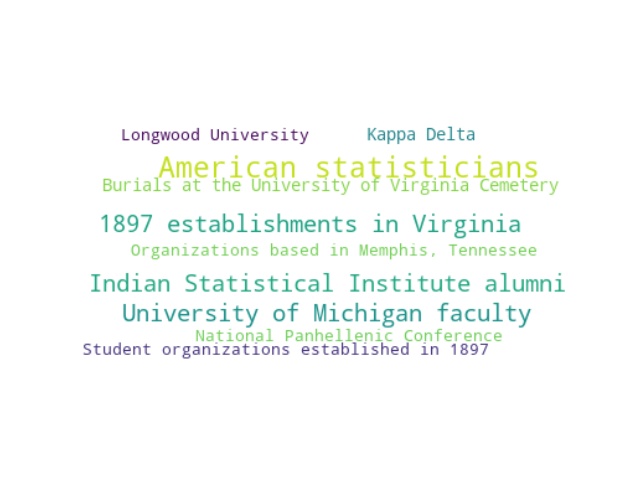 Longwood University Kappa Delta
American statisticians
Burials at the University of Virginia Cemetery
1897 establishments in Virginia
Organizations based in Memphis, Tennessee
Indian Statistical Institute alumni
University of Michigan faculty
National Panhellenic Conference
Student organizations established in 1897